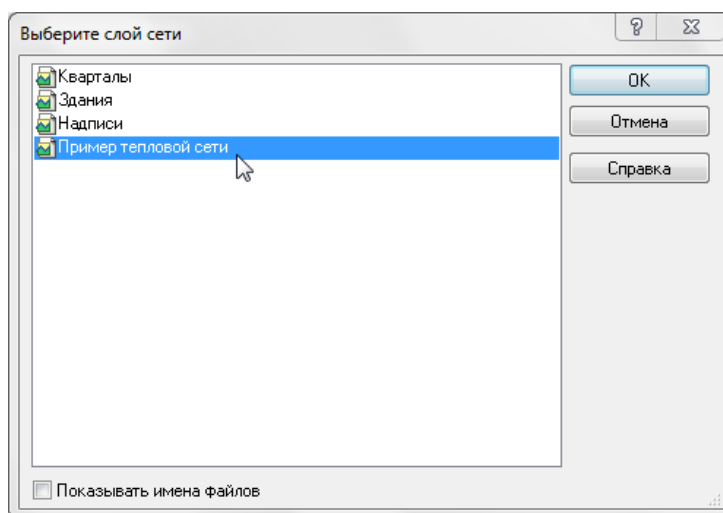 Выберите слой сети
Кварталы
Здания
Надписи
Пример тепловой сети
OK
Отмена
Справка
Показывать имена файлов